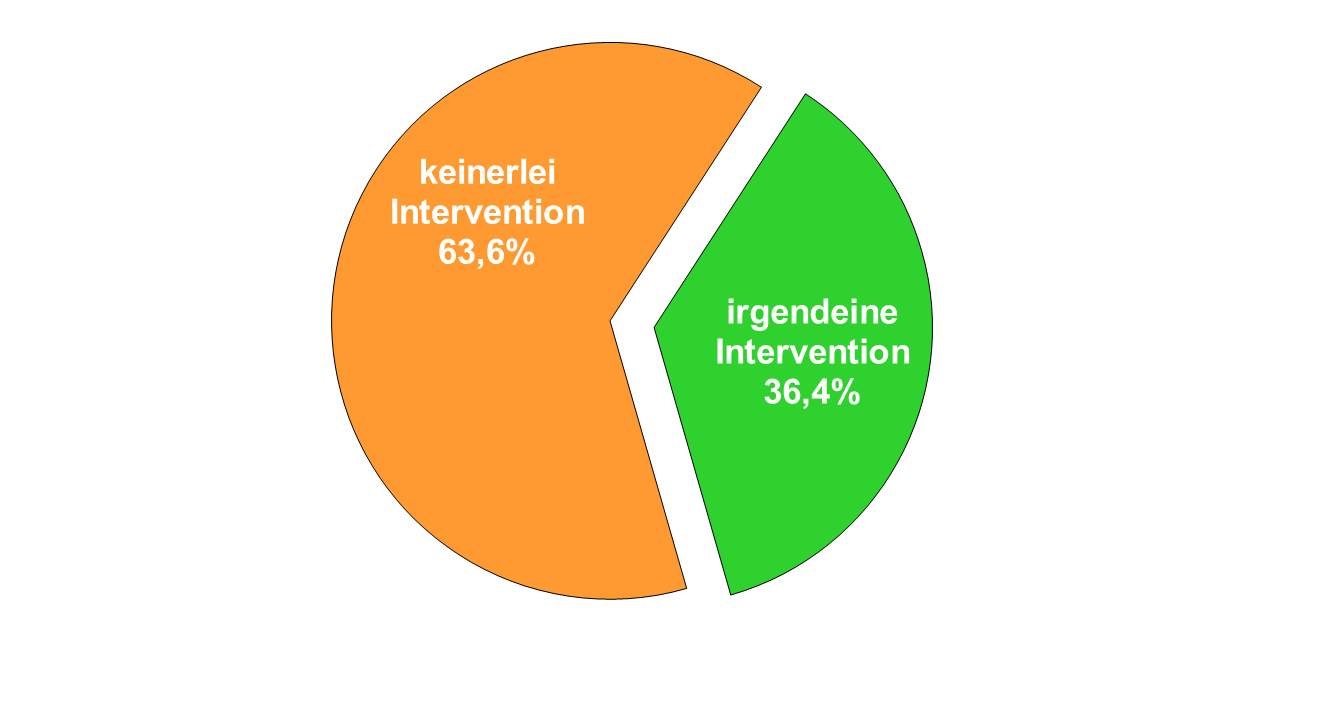 keinerlei
Intervention
63,6%
irgendeine
Intervention
36,4%